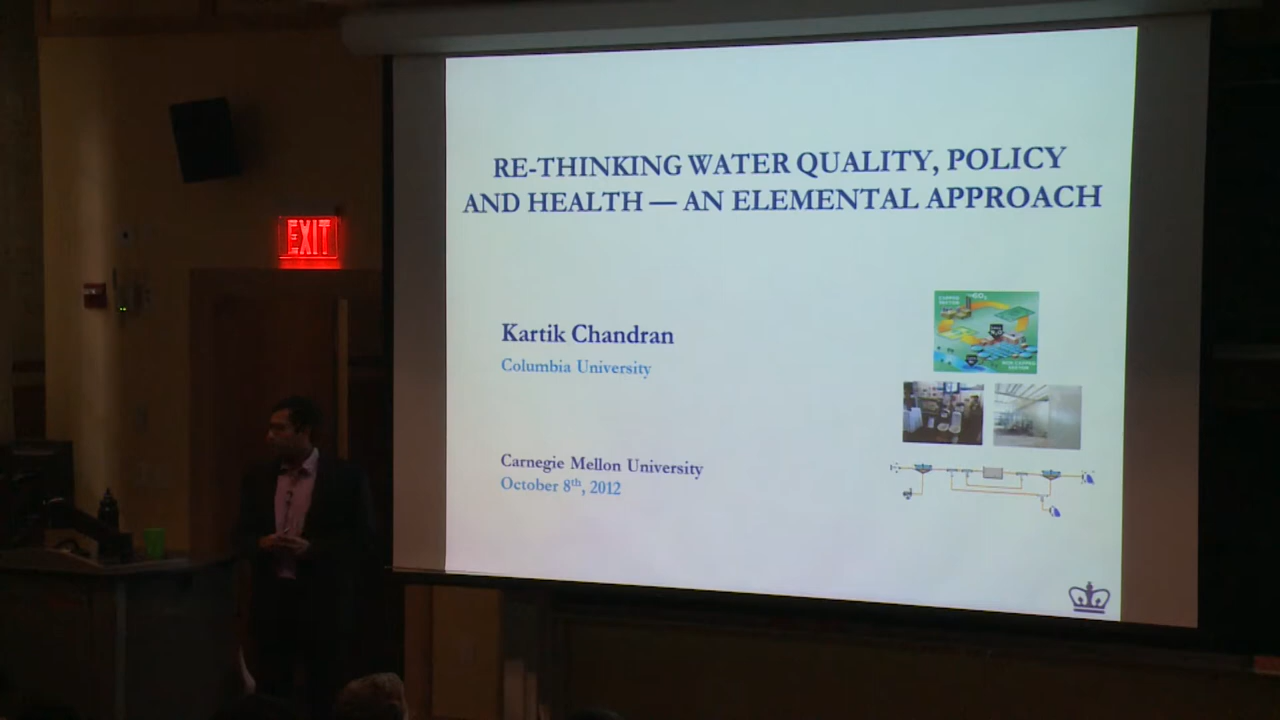 RE-THINKING WATER QUALITY, POLICY
AND HEALTH — AN ELEMENTAL APPROACH
EXIT
Kartik Chandran
Columbia University
Carnegie Mellon University
October 8th, 2012
CO2